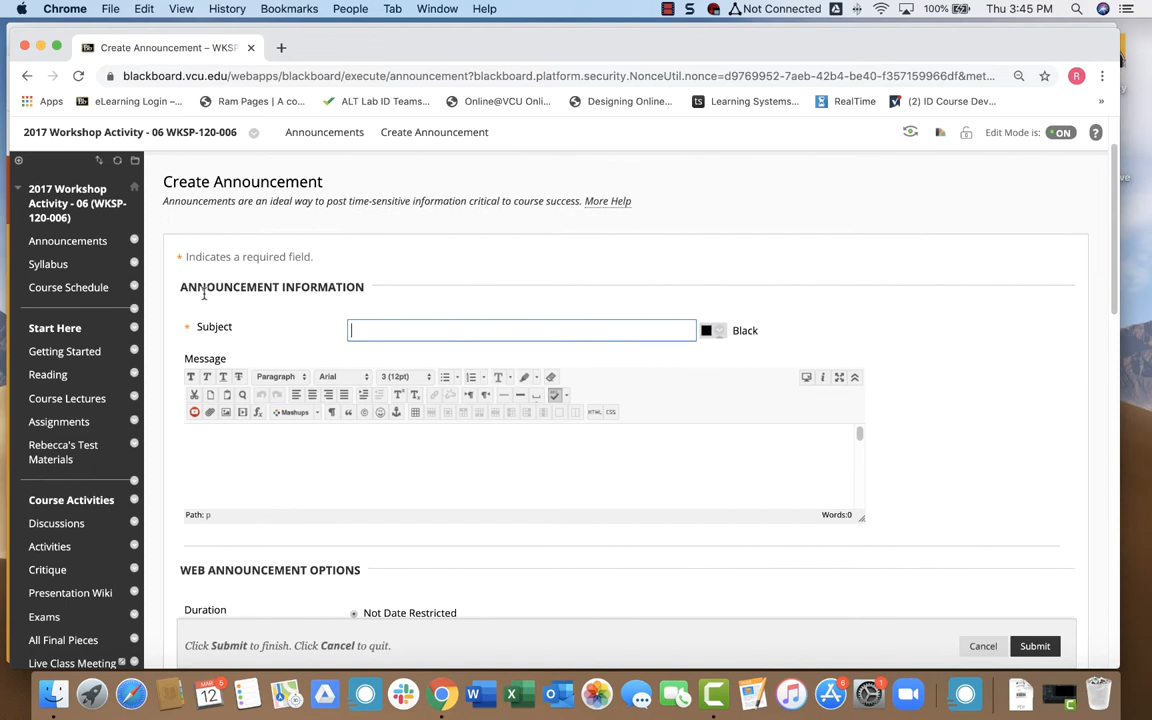 Chrome File Edit View History Bookmarks People Tab Window Help Not Connected 100% Thu 3:45 PM
Create Announcement – WKSP
blackboard.vcu.edu/webapps/blackboard/execute/announcement?blackboard.platform.security.NonceUtil.nonce=d9769952-7aeb-42b4-be40-f357159966df&met...
Apps eLearning Login –... Ram Pages | A co... ALT Lab ID Teams... Online@VCU Onli... Designing Online... Learning Systems... RealTime (2) ID Course Dev... »
2017 Workshop Activity - 06 WKSP-120-006 Announcements Create Announcement Edit Mode is: ON ?
2017 Workshop
Activity - 06 (WKSP-
120-006)
Announcements
Syllabus
Course Schedule
Start Here
Getting Started
Reading
Course Lectures
Assignments
Rebecca's Test
Materials
Course Activities
Discussions
Activities
Critique
Presentation Wiki
Exams
All Final Pieces
Live Class Meeting
Create Announcement
Announcements are an ideal way to post time-sensitive information critical to course success. More Help
* Indicates a required field.
ANNOUNCEMENT INFORMATION
* Subject Black
Message
T T T T Paragraph Arial 3 (12pt) T
Mashups HTML CSS
Path: p Words:0
WEB ANNOUNCEMENT OPTIONS
Duration Not Date Restricted
Click Submit to finish. Click Cancel to quit. Cancel Submit
MAR 5
12
6
1